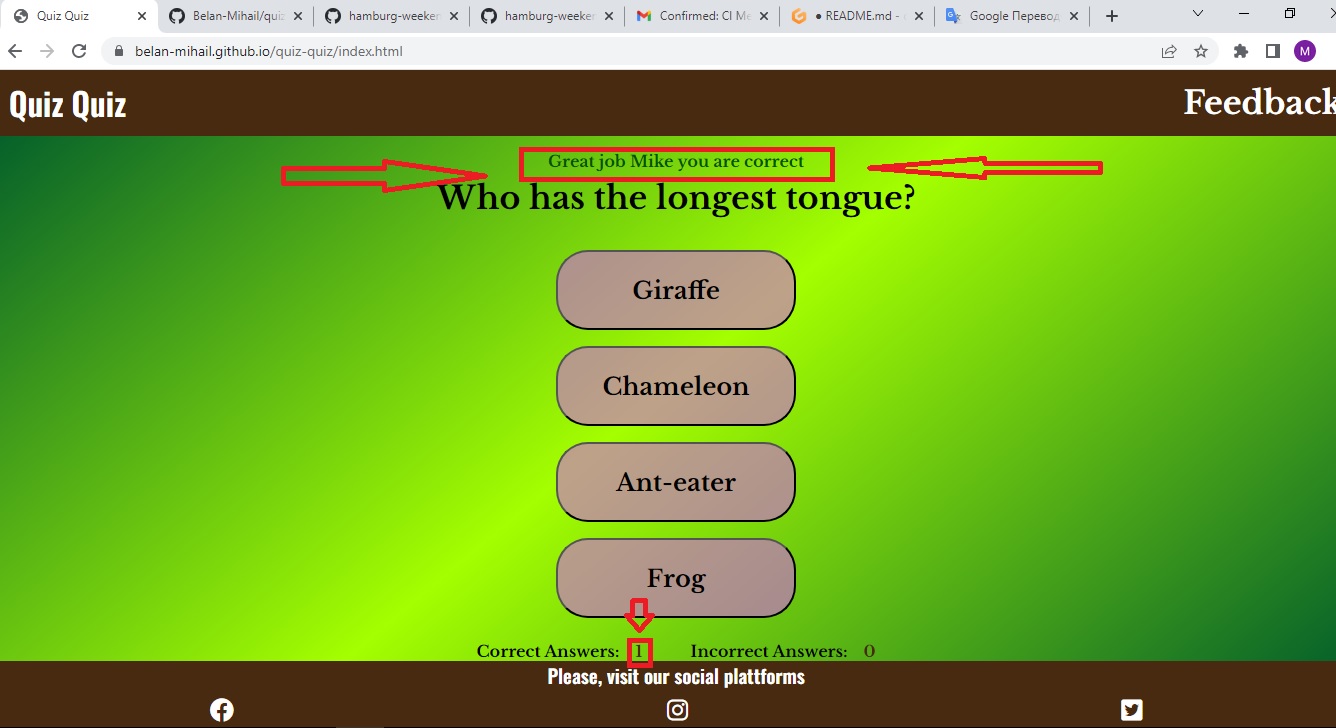 Quiz Quiz
Belan-Mihail/quiz
hamburg-weeken
hamburg-weeken
Confirmed: CI Me
● README.md -
Google Перевод
belan-mihail.github.io/quiz-quiz/index.html
M
Quiz Quiz
Feedback
Great job Mike you are correct
Who has the longest tongue?
Giraffe
Chameleon
Ant-eater
Frog
Correct Answers: 1 Incorrect Answers: 0
Please, visit our social plattforms